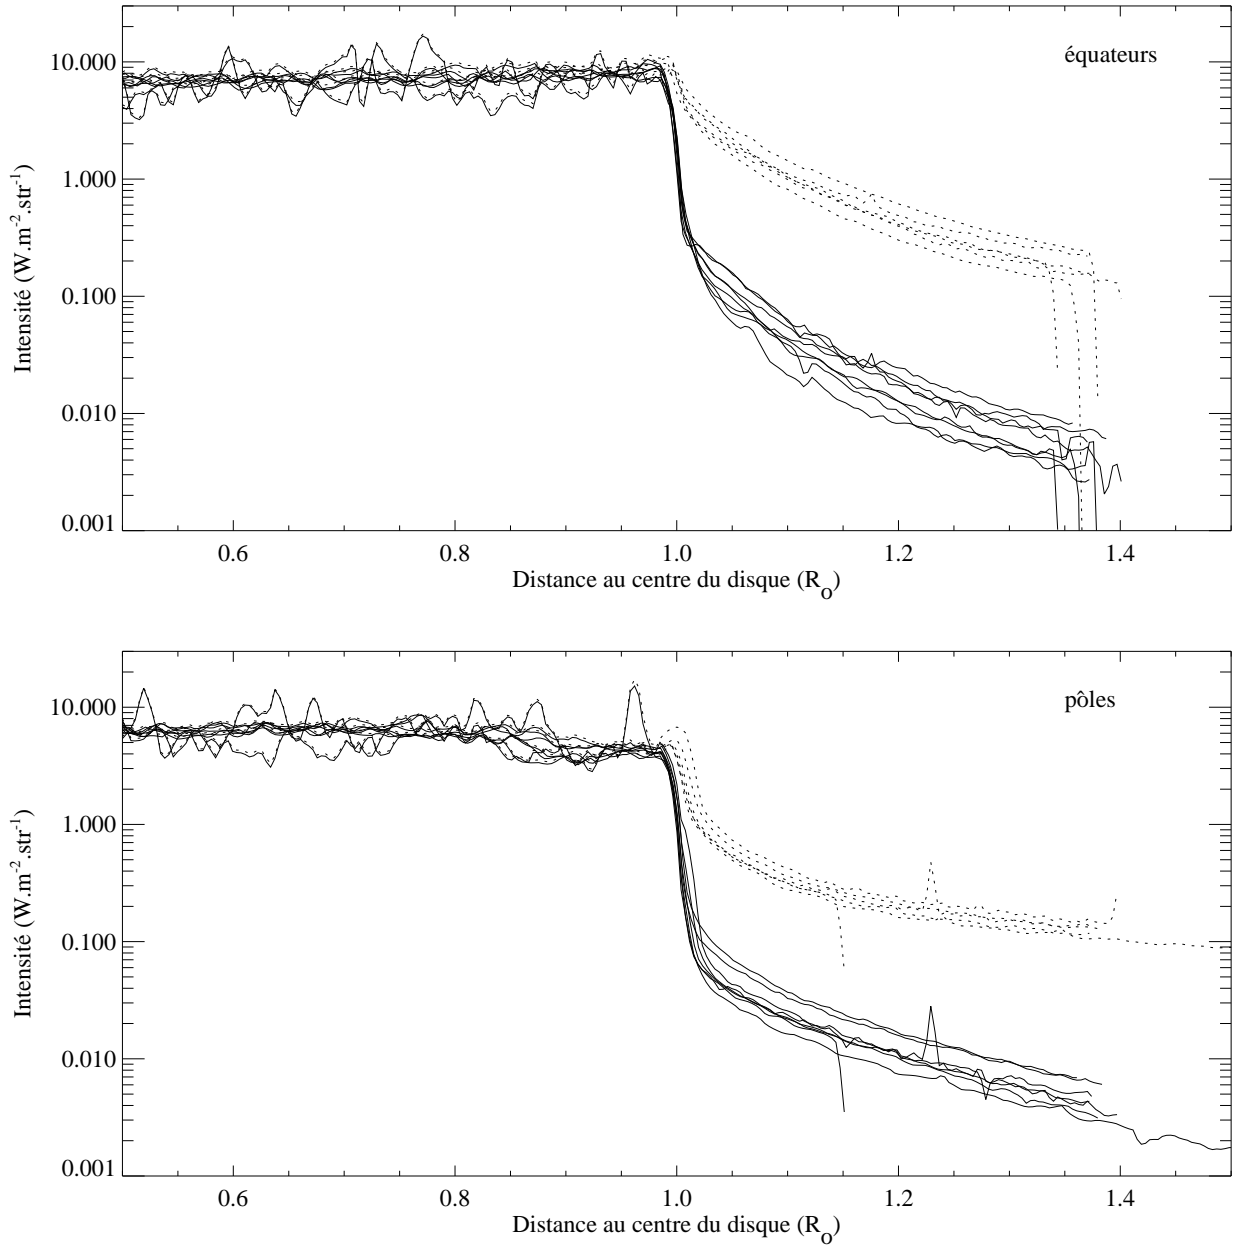 équateurs
10.000
1.000
0.100
0.010
0.001
Intensité (W.m-2.str-1)
0.6 0.8 1.0 1.2 1.4
Distance au centre du disque (Ro)
pôles
10.000
1.000
0.100
0.010
0.001
Intensité (W.m-2.str-1)
0.6 0.8 1.0 1.2 1.4
Distance au centre du disque (Ro)